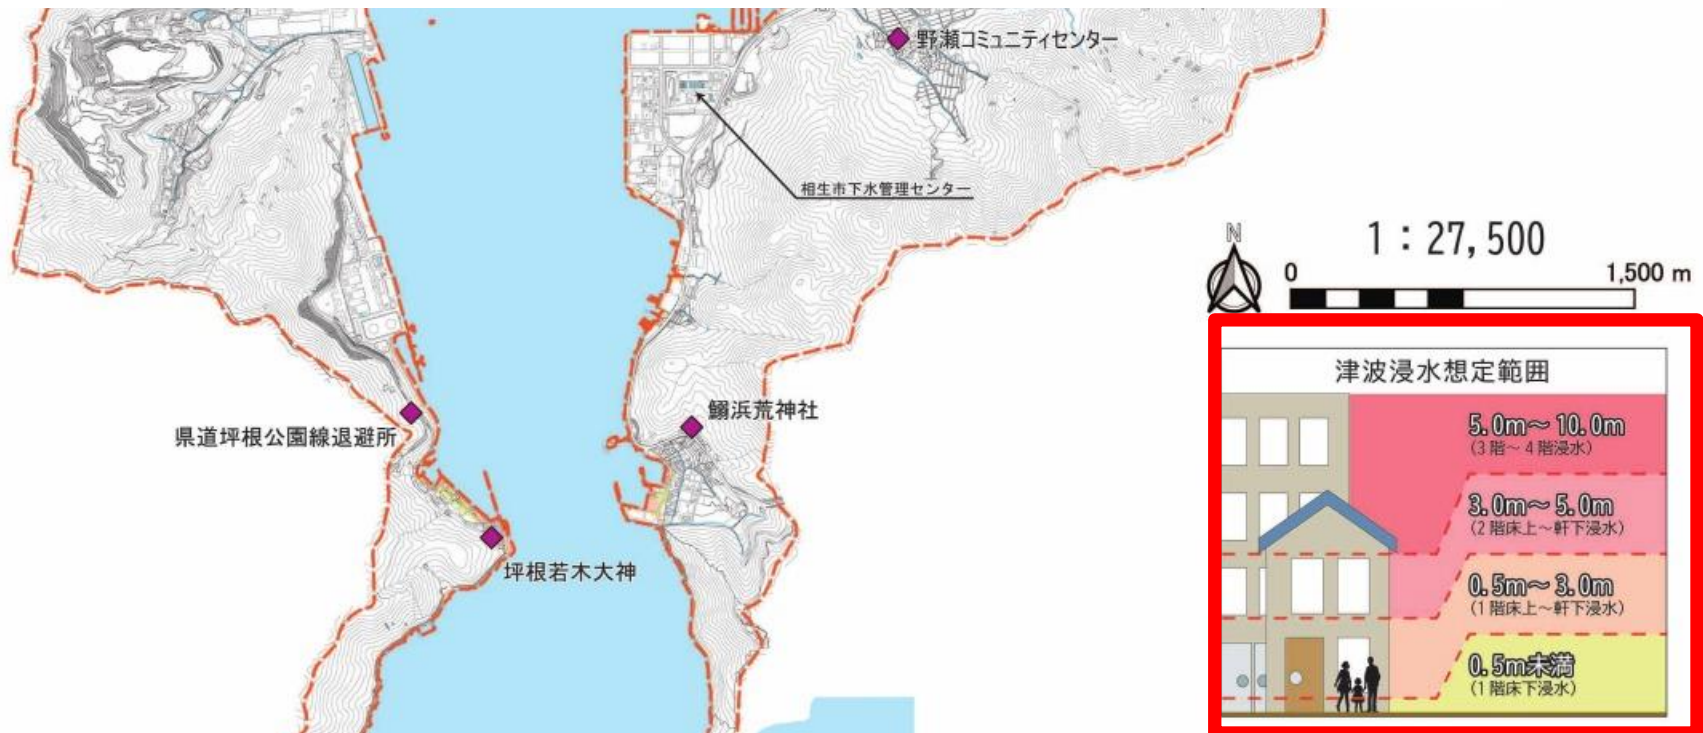 野瀬コミュニティセンター
相生市下水管理センター
N
1：27,500
0
1,500 m
県道坪根公園線退避所
鰯浜荒神社
坪根若木大神
津波浸水想定範囲
5.0m～10.0m
(3階～4階浸水)
3.0m～5.0m
(2階床上～軒下浸水)
0.5m～3.0m
(1階床上～軒下浸水)
0.5m未満
(1階床下浸水)